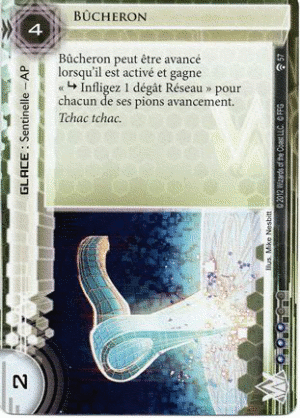 BÛCHERON
4
Bûcheron peut être avancé
lorsqu'il est activé et gagne
« ↳ Infligez 1 dégât Réseau » pour
chacun de ses pions avancement.
Tchac tchac.
GLACE : Sentinelle – AP
57
© 2012 Wizards of the Coast LLC. © FFG
Illus. Mike Nesbitt
2